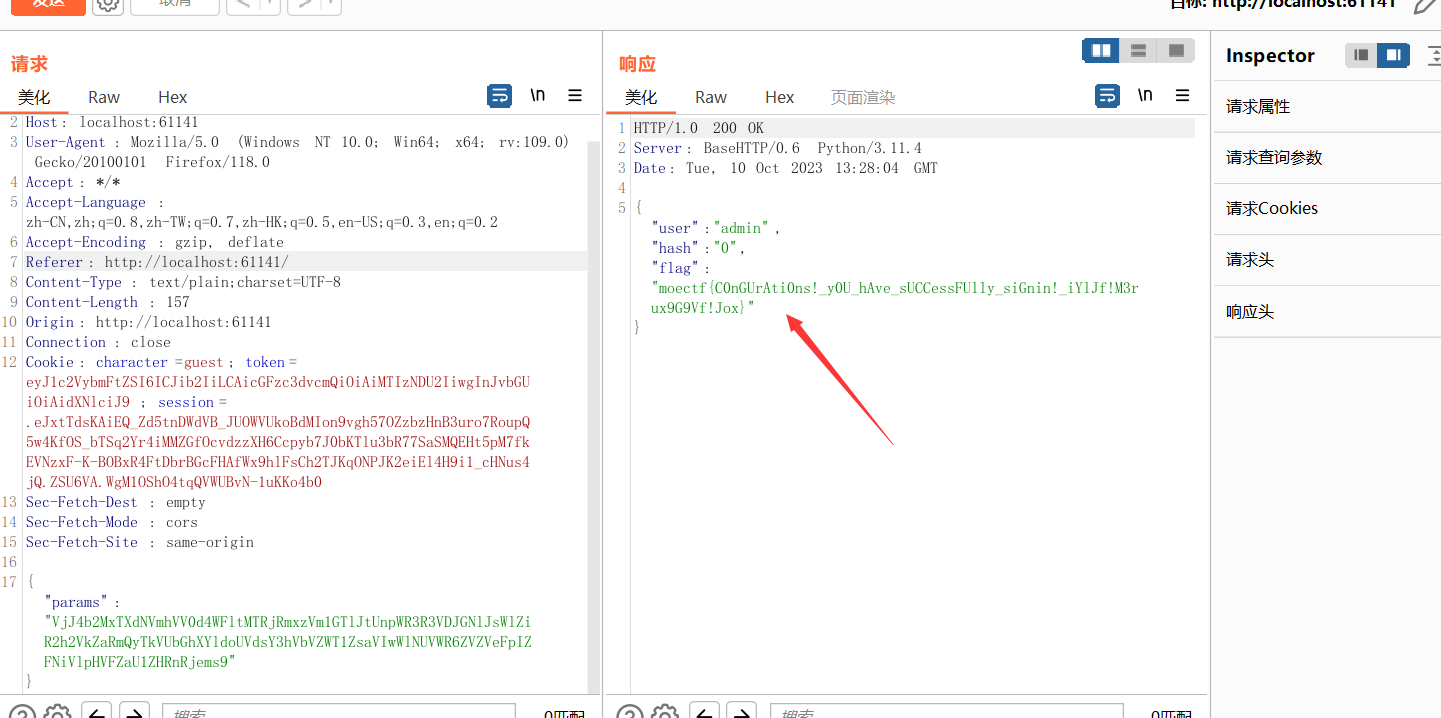 发送
取消
目标: http://localhost:61141
请求
美化 Raw Hex
\n
2 Host: localhost:61141
3 User-Agent : Mozilla/5.0 (Windows NT 10.0; Win64; x64; rv:109.0)
Gecko/20100101 Firefox/118.0
4 Accept : */*
5 Accept-Language :
zh-CN,zh;q=0.8,zh-TW;q=0.7,zh-HK;q=0.5,en-US;q=0.3,en;q=0.2
6 Accept-Encoding : gzip, deflate
7 Referer : http://localhost:61141/
8 Content-Type : text/plain;charset=UTF-8
9 Content-Length : 157
10 Origin : http://localhost:61141
11 Connection : close
12 Cookie : character =guest ; token =
eyJ1c2VybmFtZSI6ICJib2IiLCAicGFzc3dvcmQiOiAiMTIzNDU2IiwgInJvbGU
iOiAidXNlciJ9 ; session =
.eJxtTdsKAiEQ_Zd5tnDWdVB_JUOWVUkoBdMIon9vgh57OZzbzHnB3uro7RoupQ
5w4KfOS_bTSq2Yr4iMMZGfOcvdzzXH6Ccpyb7J0bKTlu3bR77SaSMQEHt5pM7fk
EVNzxF-K-BOBxR4FtDbrBGcFHAfWx9hlFsCh2TJKqONPJK2eiEl4H9i1_cHNus4
jQ.ZSU6VA.WgM1OShO4tqQVWUBvN-1uKKo4b0
13 Sec-Fetch-Dest : empty
14 Sec-Fetch-Mode : cors
15 Sec-Fetch-Site : same-origin
16
17 {
"params" :
"VjJ4b2MxTXdNVmhVV0d4WFltMTRjRmxzVm1GTlJtUnpWR3R3VDJGNlJsWlZi
R2h2VkZaRmQyTkVUbGhXYldoUVdsY3hVbVZWT1ZsaVIwWlNUVWR6ZVZVeFpIZ
FNiVlpHVFZaU1ZHRnRjems9"
}
搜索
0匹配
响应
美化 Raw Hex 页面渲染
\n
1 HTTP/1.0 200 OK
2 Server : BaseHTTP/0.6 Python/3.11.4
3 Date : Tue, 10 Oct 2023 13:28:04 GMT
4
5 {
"user" :"admin" ,
"hash" :"0",
"flag" :
"moectf{C0nGUrAti0ns!_y0U_hAve_sUCCessFUlly_siGnin!_iYlJf!M3r
ux9G9Vf!Jox}"
}
搜索
0匹配
Inspector
请求属性
请求查询参数
请求Cookies
请求头
响应头